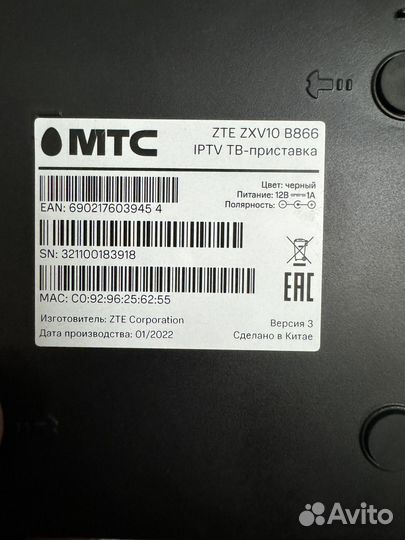 МТС
ZTE ZXV10 B866
IPTV ТВ-приставка
Цвет: черный
Питание: 12В 1А
Полярность:
EAN: 690217603945 4
SN: 321100183918
MAC: C0:92:96:25:62:55
EAC
Изготовитель: ZTE Corporation
Дата производства: 01/2022
Версия 3
Сделано в Китае
Avito